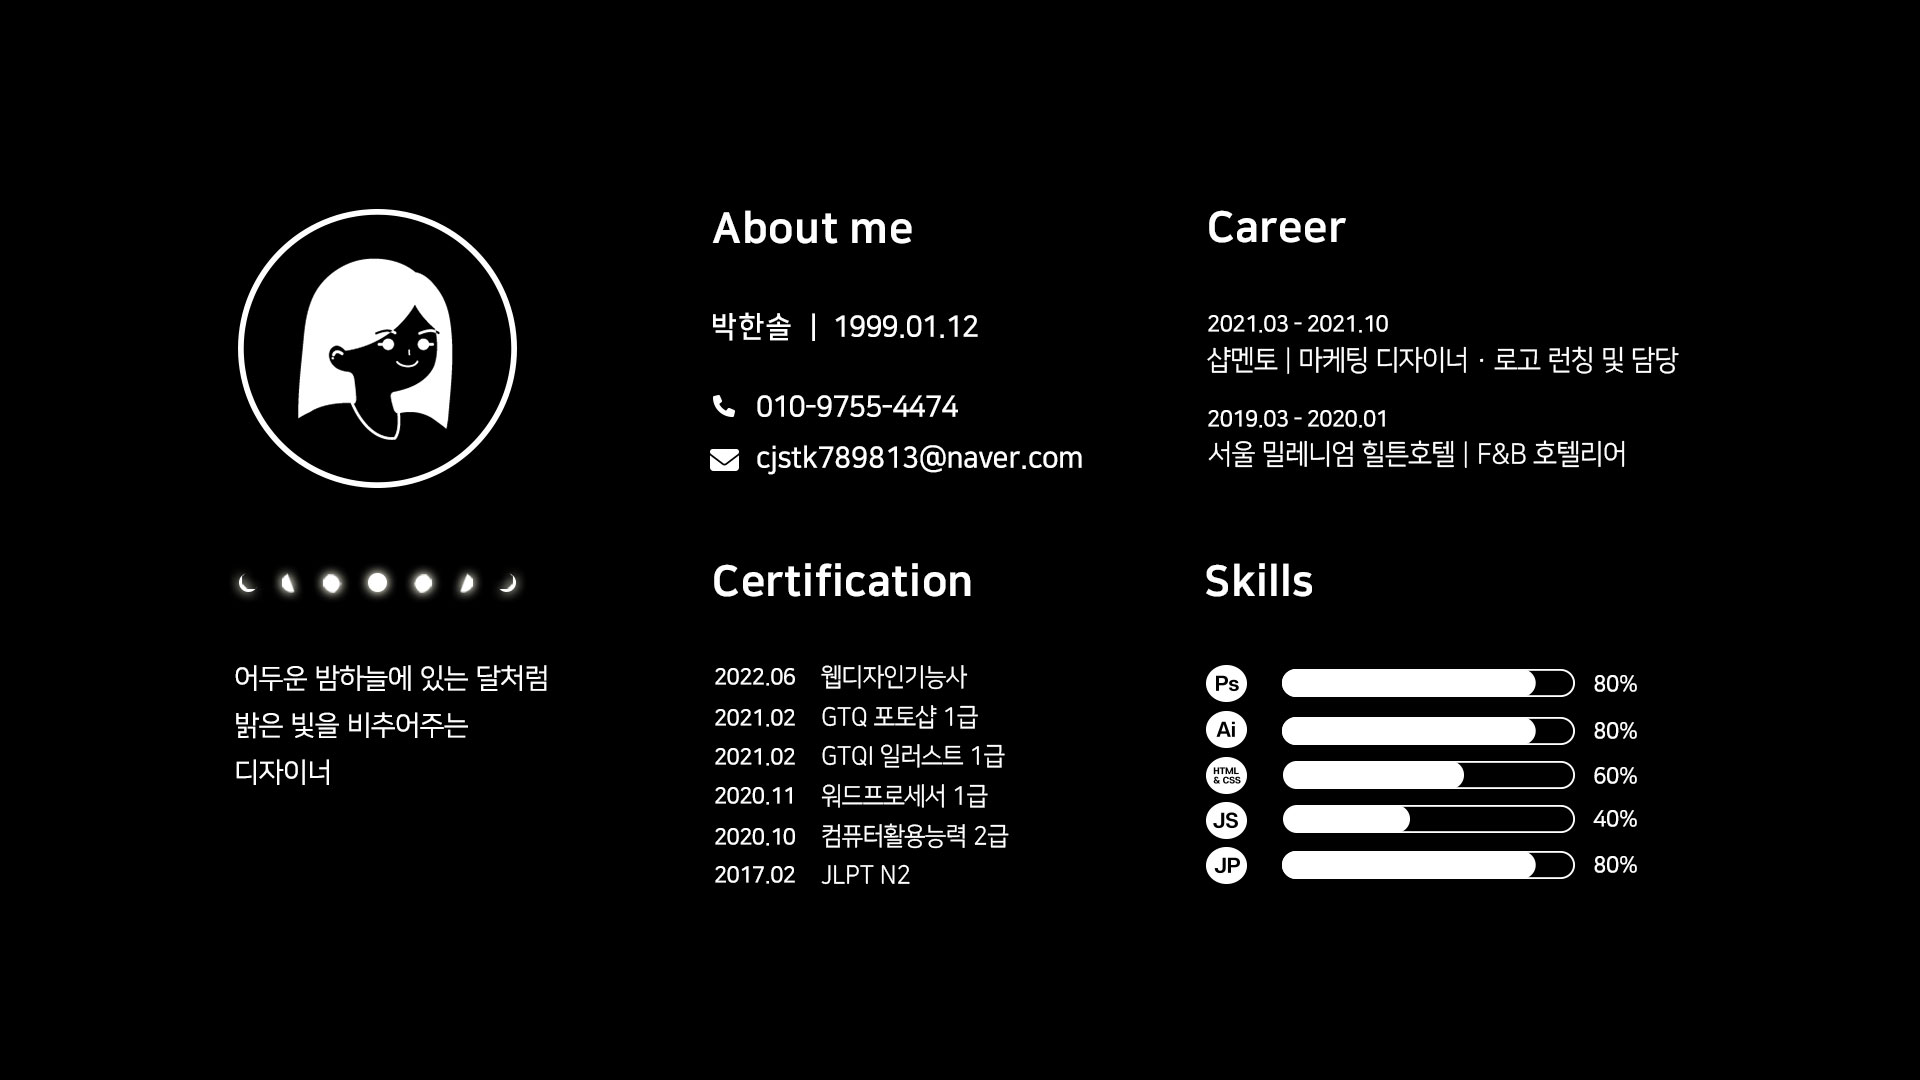 어두운 밤하늘에 있는 달처럼
밝은 빛을 비추어주는
디자이너
About me
박한솔 | 1999.01.12
010-9755-4474
cjstk789813@naver.com
Career
2021.03 - 2021.10
샵멘토 | 마케팅 디자이너 · 로고 런칭 및 담당
2019.03 - 2020.01
서울 밀레니엄 힐튼호텔 | F&B 호텔리어
Certification
2022.06 웹디자인기능사
2021.02 GTQ 포토샵 1급
2021.02 GTQI 일러스트 1급
2020.11 워드프로세서 1급
2020.10 컴퓨터활용능력 2급
2017.02 JLPT N2
Skills
Ps 80%
Ai 80%
HTML
& CSS 60%
JS 40%
JP 80%